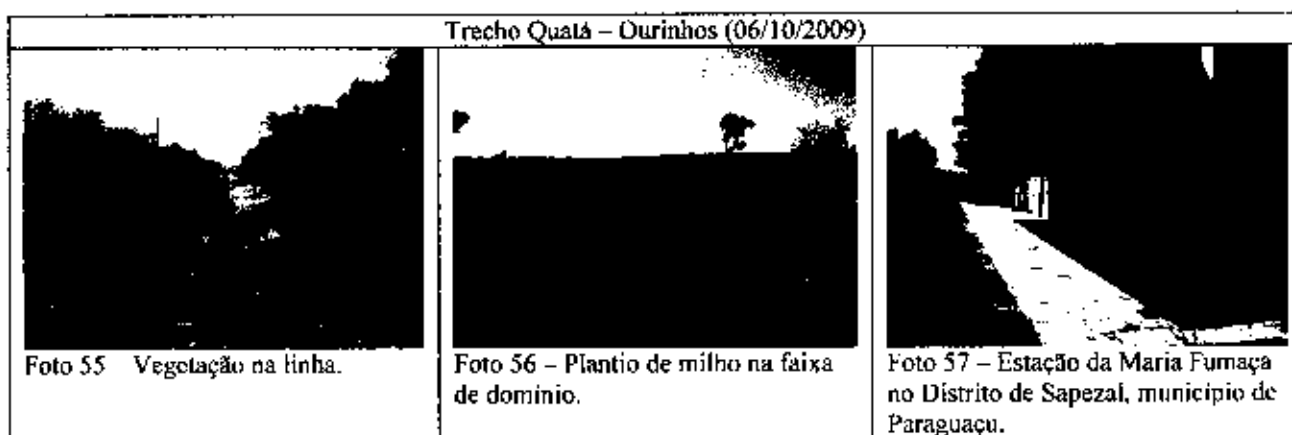 Trecho Quatá – Ourinhos (06/10/2009)
Foto 55 Vegetação na linha.
Foto 56 – Plantio de milho na faixa
de domínio.
Foto 57 – Estação da Maria Fumaça
no Distrito de Sapezal, município de
Paraguaçu.